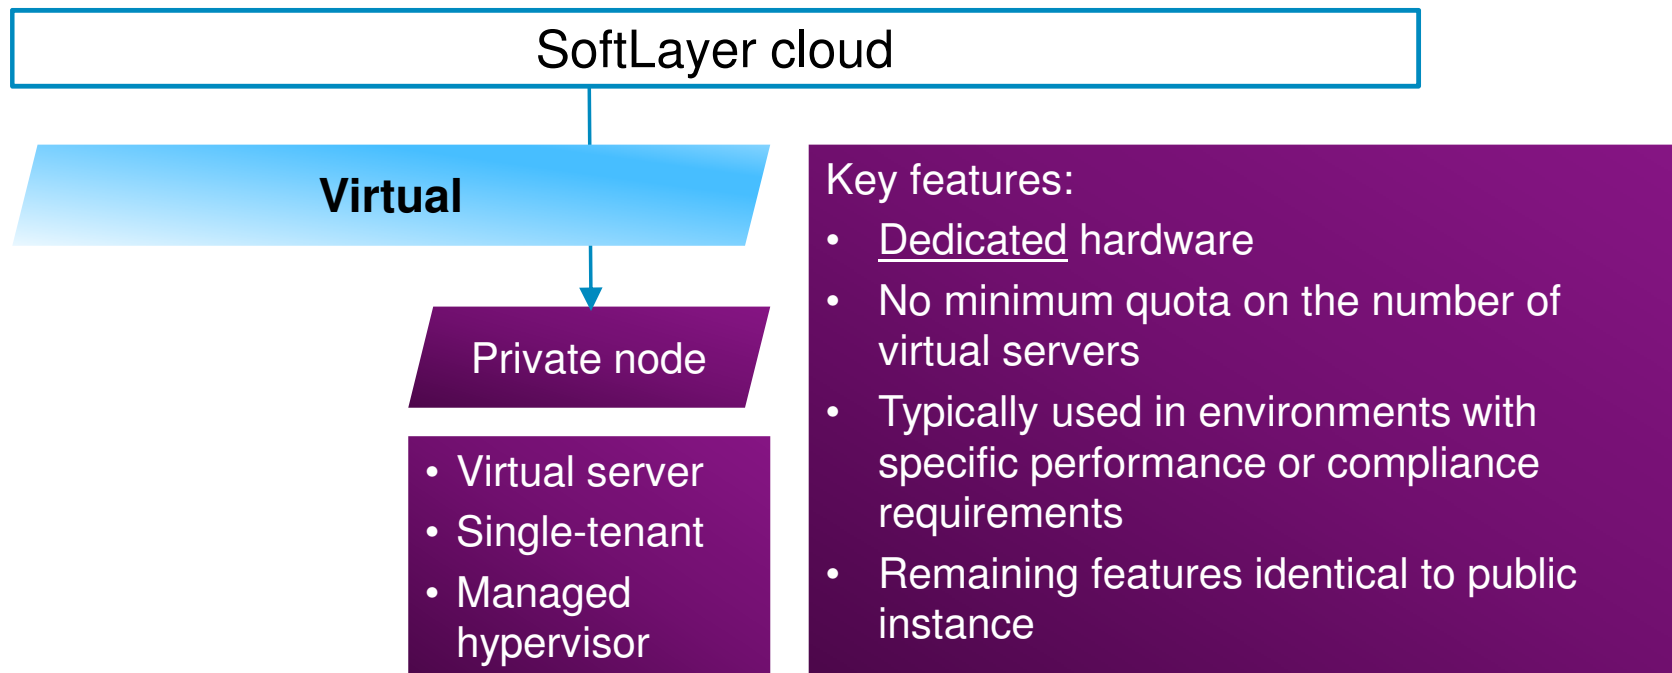 SoftLayer cloud
Virtual
Private node
• Virtual server
• Single-tenant
• Managed
hypervisor
Key features:
• Dedicated hardware
• No minimum quota on the number of
virtual servers
• Typically used in environments with
specific performance or compliance
requirements
• Remaining features identical to public
instance